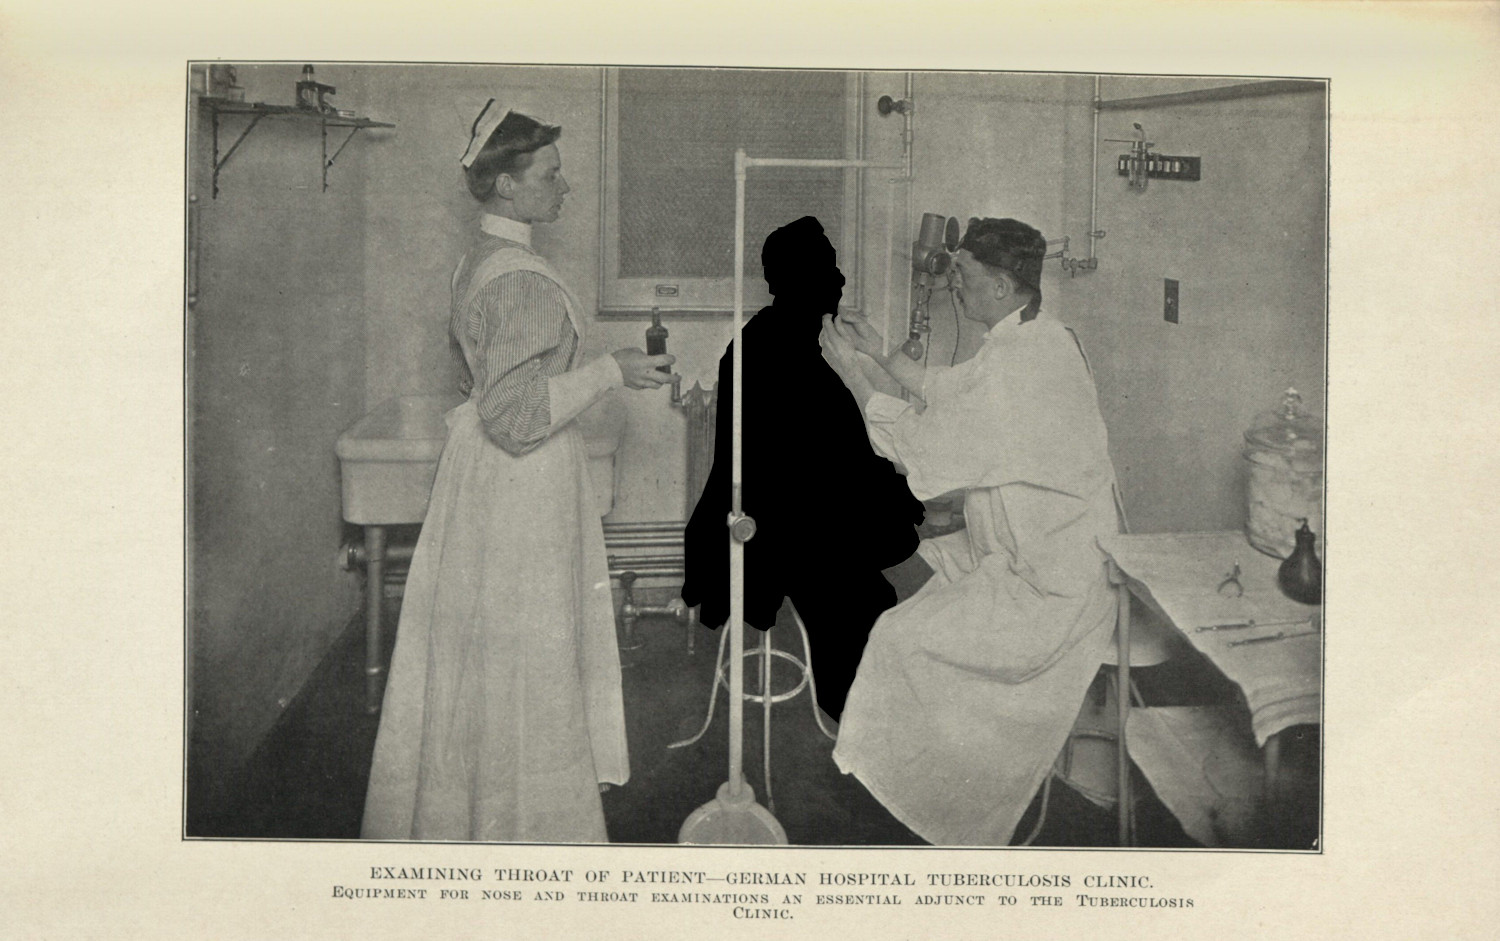 EXAMINING THROAT OF PATIENT—GERMAN HOSPITAL TUBERCULOSIS CLINIC.
EQUIPMENT FOR NOSE AND THROAT EXAMINATIONS AN ESSENTIAL ADJUNCT TO THE TUBERCULOSIS
CLINIC.